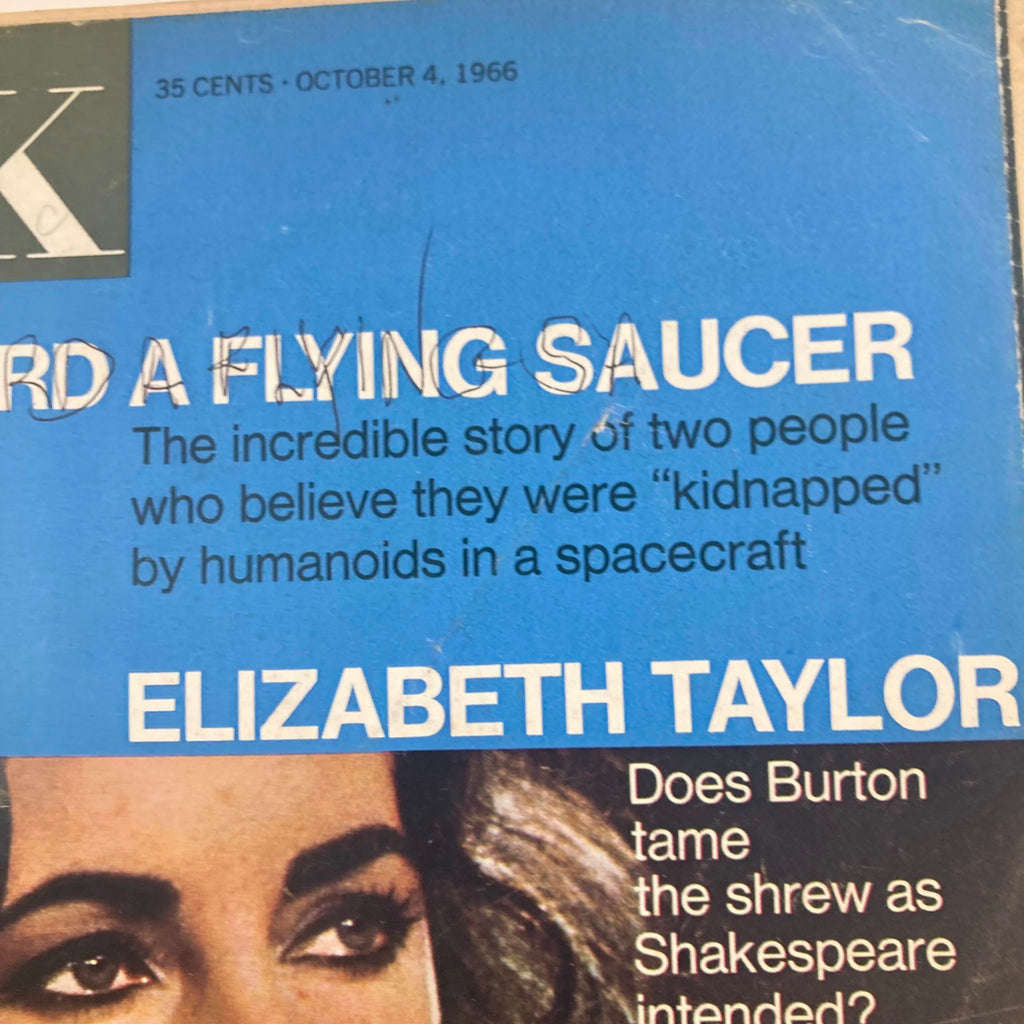 K
35 CENTS · OCTOBER 4, 1966
RD A FLYING SAUCER
The incredible story of two people
who believe they were “kidnapped”
by humanoids in a spacecraft
ELIZABETH TAYLOR
Does Burton
tame
the shrew as
Shakespeare
intended?